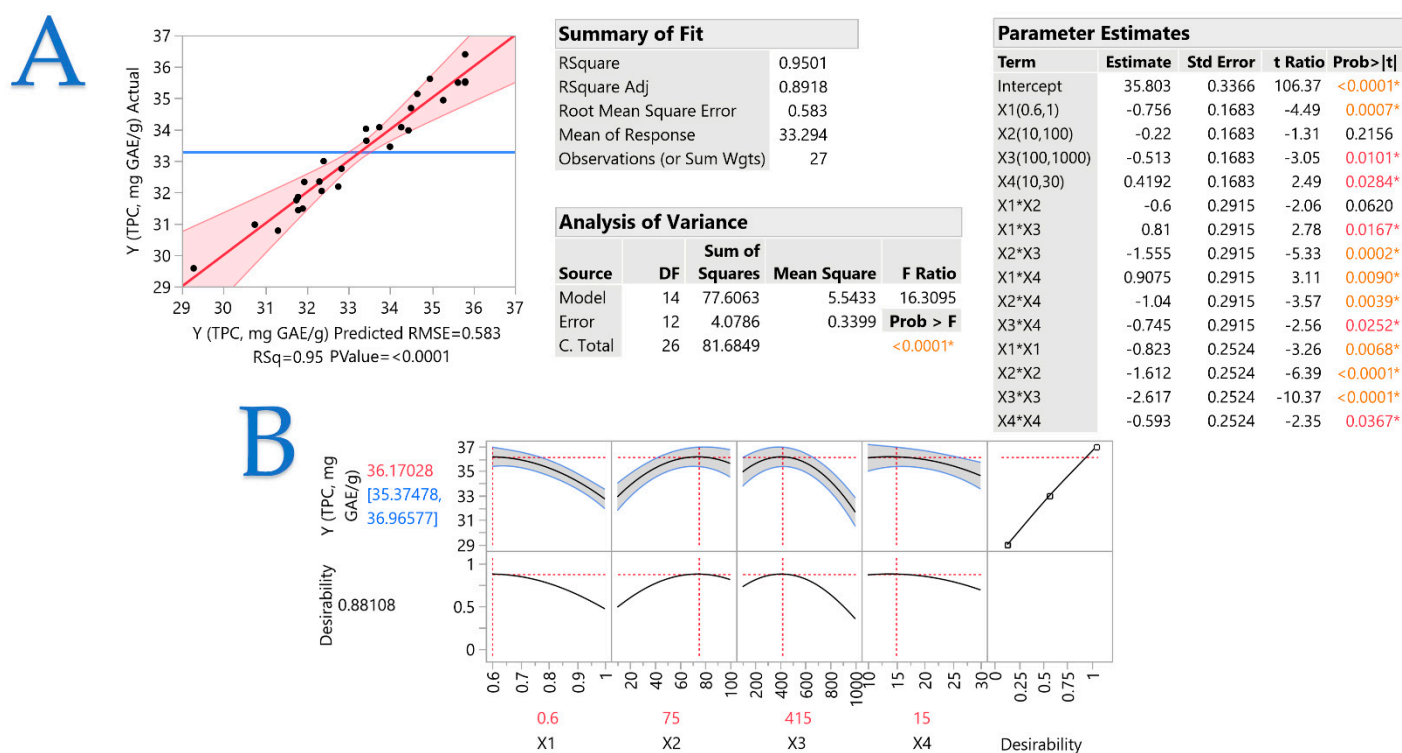 A
Y (TPC, mg GAE/g) Actual
37
36
35
34
33
32
31
30
29
29 30 31 32 33 34 35 36 37
Y (TPC, mg GAE/g) Predicted RMSE=0.583
RSq=0.95 PValue=<0.0001
Summary of Fit
RSquare 0.9501
RSquare Adj 0.8918
Root Mean Square Error 0.583
Mean of Response 33.294
Observations (or Sum Wgts) 27
Analysis of Variance
Sum of
Source DF Squares Mean Square F Ratio
Model 14 77.6063 5.5433 16.3095
Error 12 4.0786 0.3399 Prob > F
C. Total 26 81.6849 <0.0001*
Parameter Estimates
Term Estimate Std Error t Ratio Prob>|t|
Intercept 35.803 0.3366 106.37 <0.0001*
X1(0.6,1) -0.756 0.1683 -4.49 0.0007*
X2(10,100) -0.22 0.1683 -1.31 0.2156
X3(100,1000) -0.513 0.1683 -3.05 0.0101*
X4(10,30) 0.4192 0.1683 2.49 0.0284*
X1*X2 -0.6 0.2915 -2.06 0.0620
X1*X3 0.81 0.2915 2.78 0.0167*
X2*X3 -1.555 0.2915 -5.33 0.0002*
X1*X4 0.9075 0.2915 3.11 0.0090*
X2*X4 -1.04 0.2915 -3.57 0.0039*
X3*X4 -0.745 0.2915 -2.56 0.0252*
X1*X1 -0.823 0.2524 -3.26 0.0068*
X2*X2 -1.612 0.2524 -6.39 <0.0001*
X3*X3 -2.617 0.2524 -10.37 <0.0001*
X4*X4 -0.593 0.2524 -2.35 0.0367*
B
Y (TPC, mg
GAE/g)
36.17028
[35.37478,
36.96577]
37
35
33
31
29
Desirability
0.88108
1
0.5
0
0.6 0.7 0.8 0.9 1
20 40 60 80 100
200 400 600 800 1000
10 15 20 25 30
0 0.25 0.5 0.75 1
0.6 75 415 15
X1 X2 X3 X4 Desirability